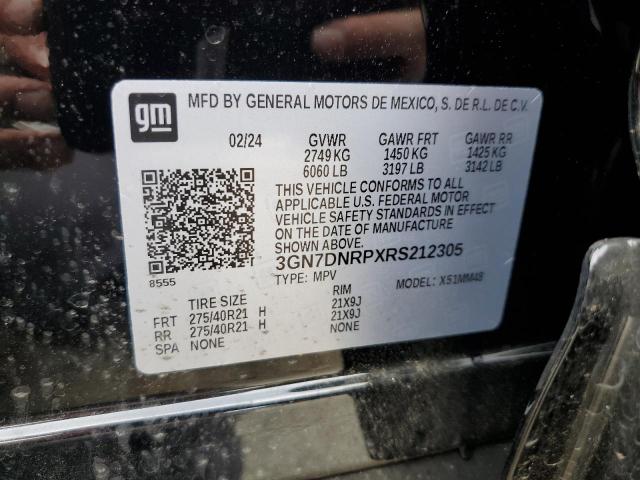 gm
MFD BY GENERAL MOTORS DE MEXICO, S. DE R.L. DE C.V.
02/24 GVWR GAWR FRT GAWR RR
2749 KG 1450 KG 1425 KG
6060 LB 3197 LB 3142 LB
THIS VEHICLE CONFORMS TO ALL
APPLICABLE U.S. FEDERAL MOTOR
VEHICLE SAFETY STANDARDS IN EFFECT
ON THE DATE OF MANUFACTURE
SHOWN ABOVE.
3GN7DNRPXRS212305
8555 TYPE: MPV MODEL: X51MM48
TIRE SIZE RIM
FRT 275/40R21 H 21X9J
RR 275/40R21 H 21X9J
SPA NONE NONE